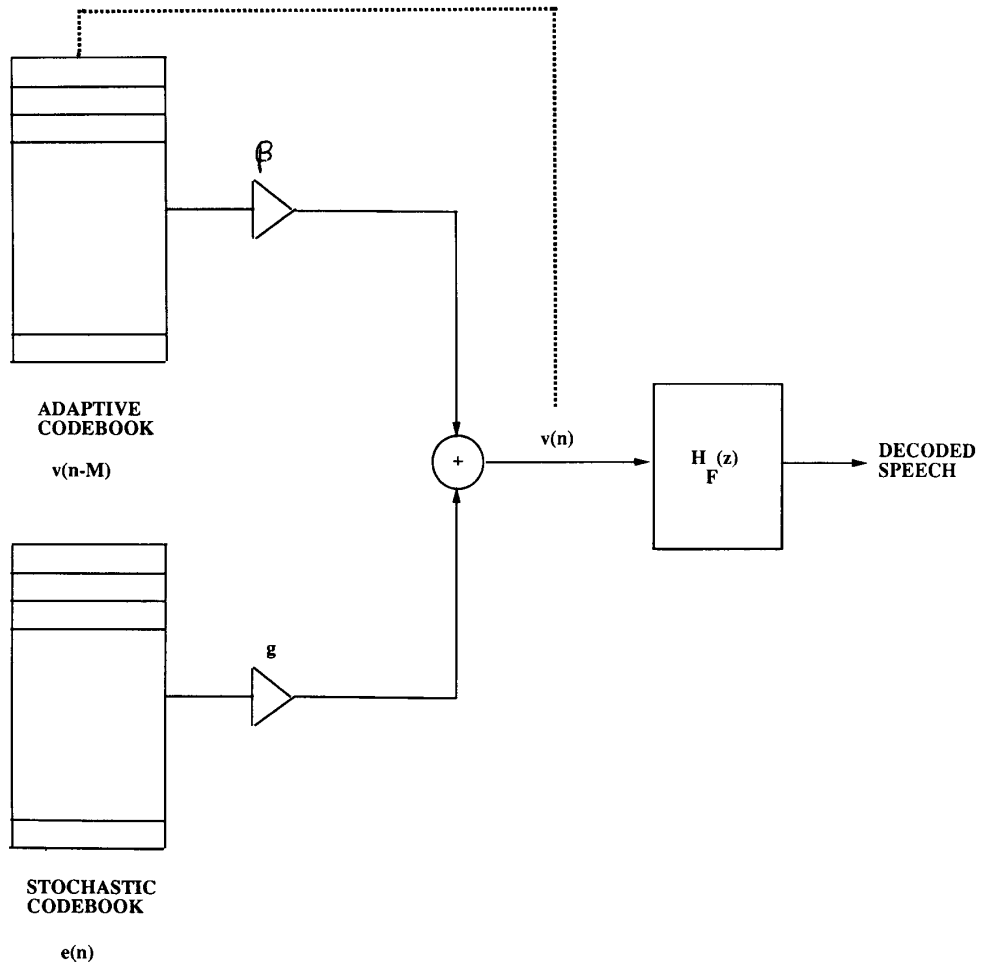 β
ADAPTIVE
CODEBOOK
v(n-M)
+
v(n)
H (z)
F
DECODED
SPEECH
g
STOCHASTIC
CODEBOOK
e(n)